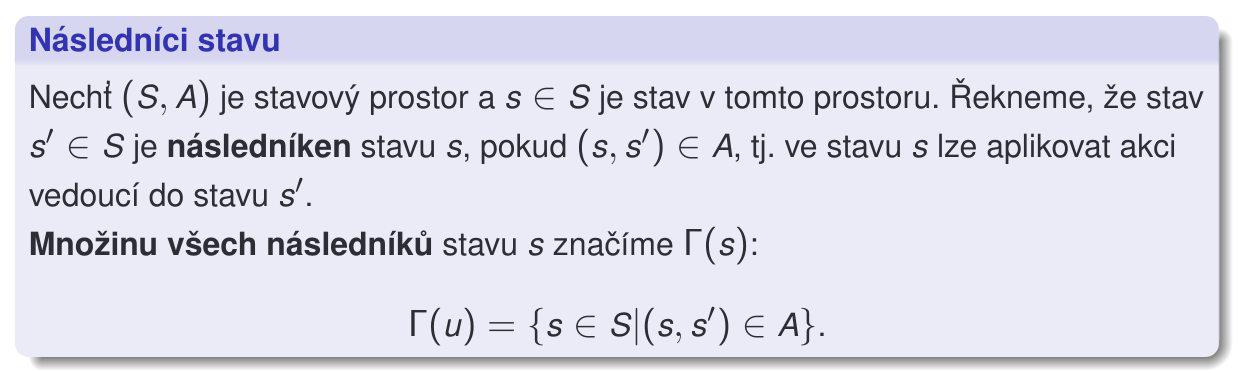 Následníci stavu
Nechť (S, A) je stavový prostor a s ∈ S je stav v tomto prostoru. Řekneme, že stav
s′ ∈ S je následníken stavu s, pokud (s, s′) ∈ A, tj. ve stavu s lze aplikovat akci
vedoucí do stavu s′.
Množinu všech následníků stavu s značíme Γ(s):
Γ(u) = {s ∈ S|(s, s′) ∈ A}.